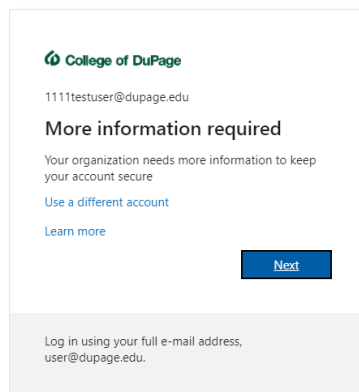 College of DuPage
1111testuser@dupage.edu
More information required
Your organization needs more information to keep
your account secure
Use a different account
Learn more
Next
Log in using your full e-mail address,
user@dupage.edu.